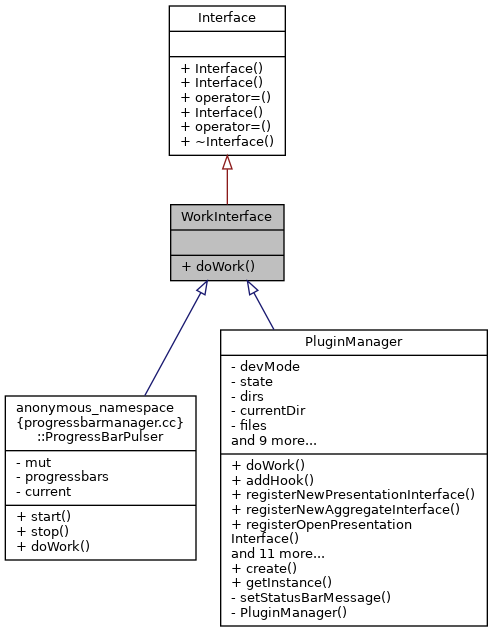 Interface
+ Interface()
+ Interface()
+ operator=()
+ Interface()
+ operator=()
+ ~Interface()
WorkInterface
+ doWork()
PluginManager
- devMode
- state
- dirs
- currentDir
- files
and 9 more...
+ doWork()
+ addHook()
+ registerNewPresentationInterface()
+ registerNewAggregateInterface()
+ registerOpenPresentation
Interface()
and 11 more...
+ create()
+ getInstance()
- setStatusBarMessage()
- PluginManager()
anonymous_namespace
{progressbarmanager.cc}
::ProgressBarPulser
- mut
- progressbars
- current
+ start()
+ stop()
+ doWork()